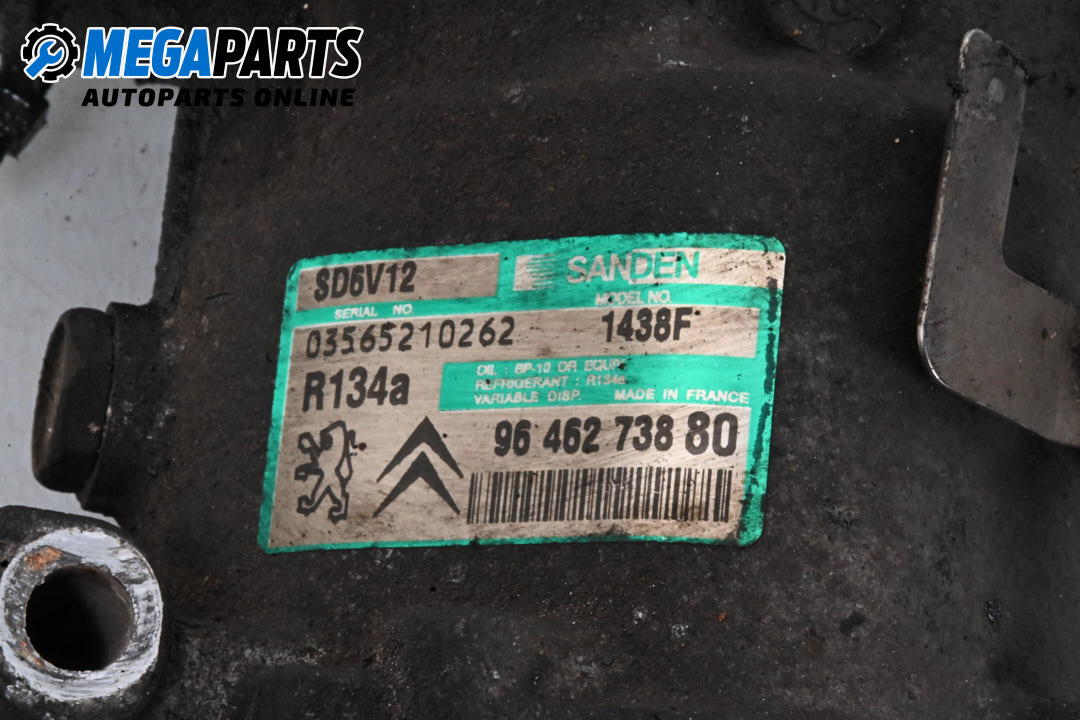 MEGAPARTS
AUTOPARTS ONLINE
SD6V12
SANDEN
SERIAL NO.
MODEL NO.
03565210262
1438F
R134a
OIL : SP-10 OR EQUIV
REFRIGERANT : R134a
VARIABLE DISP. MADE IN FRANCE
96 462 738 80